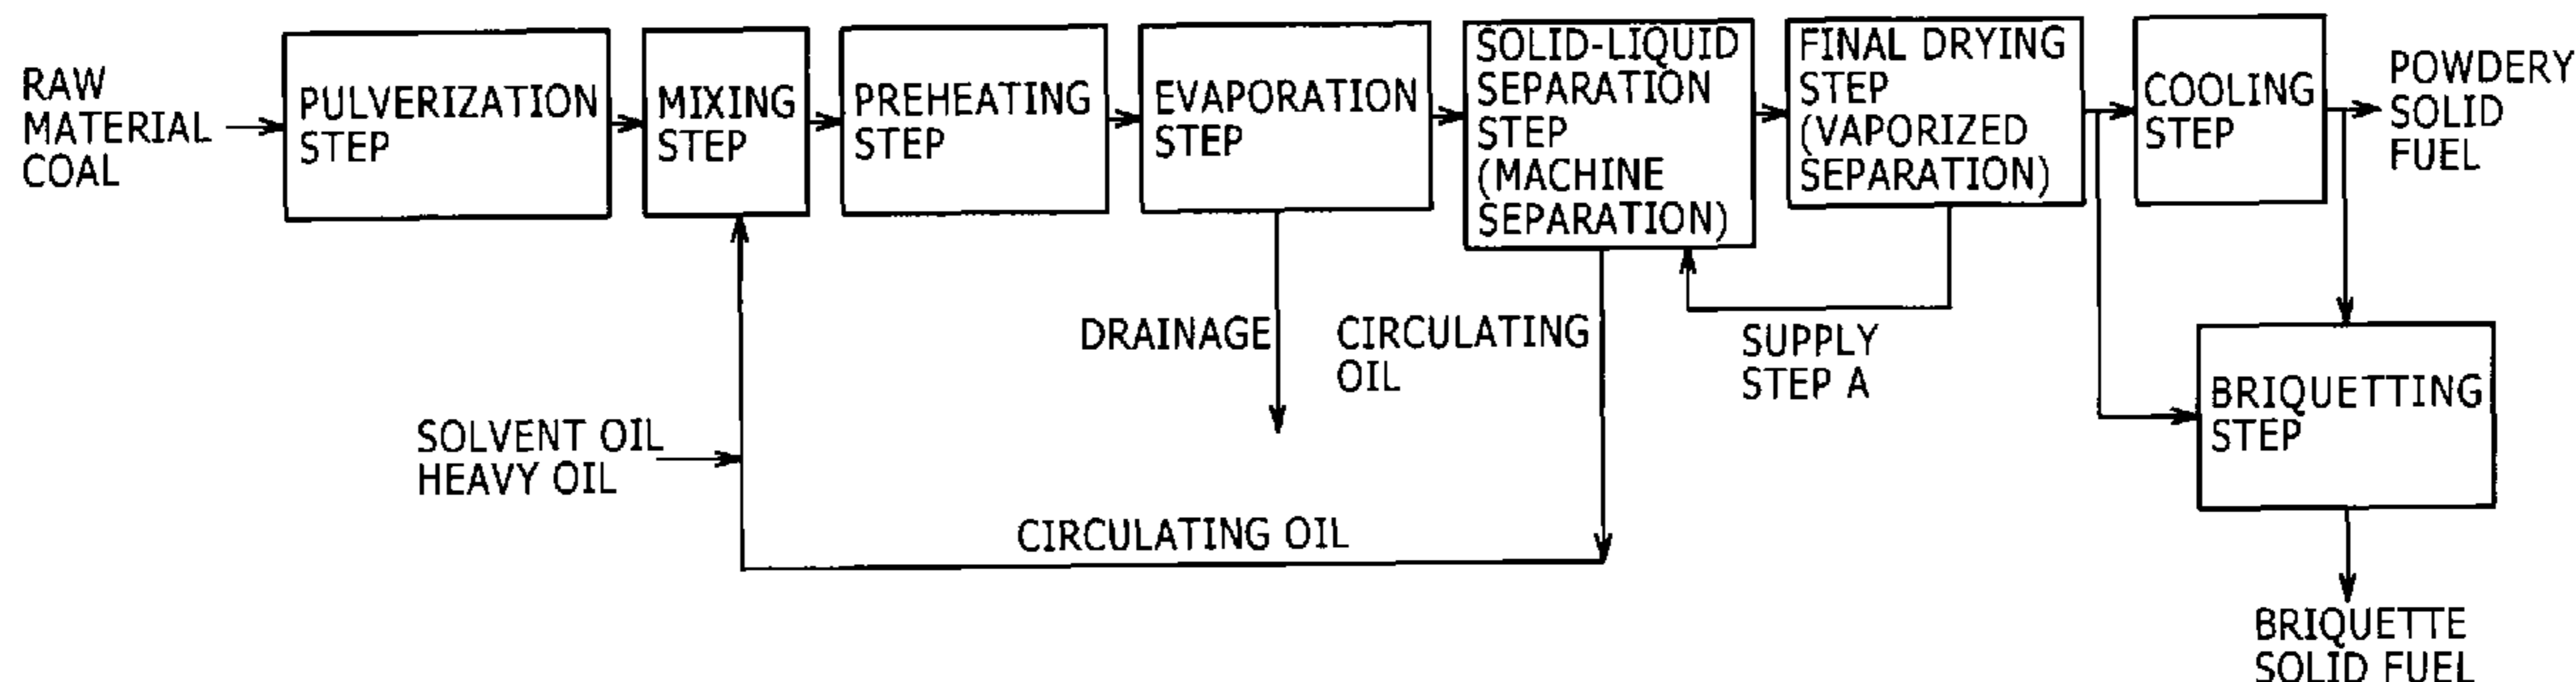 RAW
MATERIAL
COAL
PULVERIZATION
STEP
MIXING
STEP
PREHEATING
STEP
EVAPORATION
STEP
SOLID-LIQUID
SEPARATION
STEP
(MACHINE
SEPARATION)
FINAL DRYING
STEP
(VAPORIZED
SEPARATION)
COOLING
STEP
POWDERY
SOLID
FUEL
DRAINAGE
CIRCULATING
OIL
SUPPLY
STEP A
BRIQUETTING
STEP
SOLVENT OIL
HEAVY OIL
CIRCULATING OIL
BRIQUETTE
SOLID FUEL